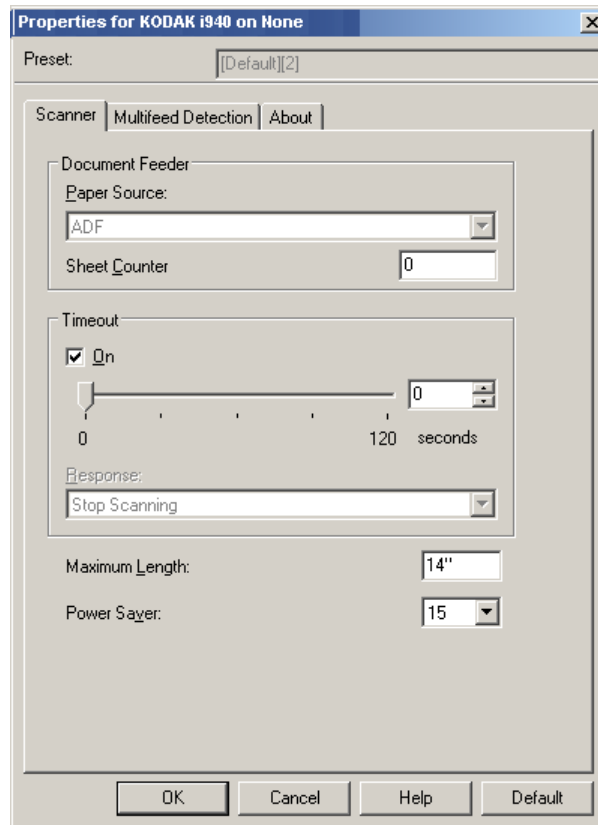 Properties for KODAK i940 on None
Preset: [Default][2]
Scanner Multifeed Detection About
Document Feeder
Paper Source:
ADF
Sheet Counter 0
Timeout
On
0
0 120 seconds
Response:
Stop Scanning
Maximum Length: 14"
Power Saver: 15
OK Cancel Help Default